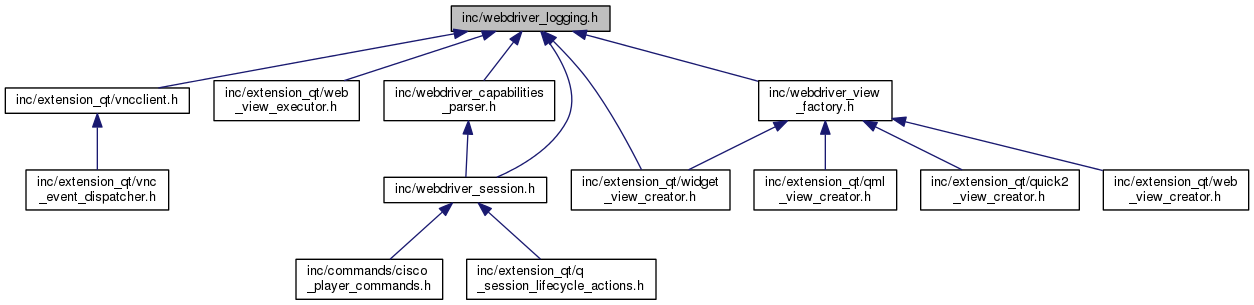 inc/webdriver_logging.h
inc/extension_qt/vncclient.h
inc/extension_qt/web
_view_executor.h
inc/webdriver_capabilities
_parser.h
inc/webdriver_view
_factory.h
inc/extension_qt/vnc
_event_dispatcher.h
inc/webdriver_session.h
inc/extension_qt/widget
_view_creator.h
inc/extension_qt/qml
_view_creator.h
inc/extension_qt/quick2
_view_creator.h
inc/extension_qt/web
_view_creator.h
inc/commands/cisco
_player_commands.h
inc/extension_qt/q
_session_lifecycle_actions.h